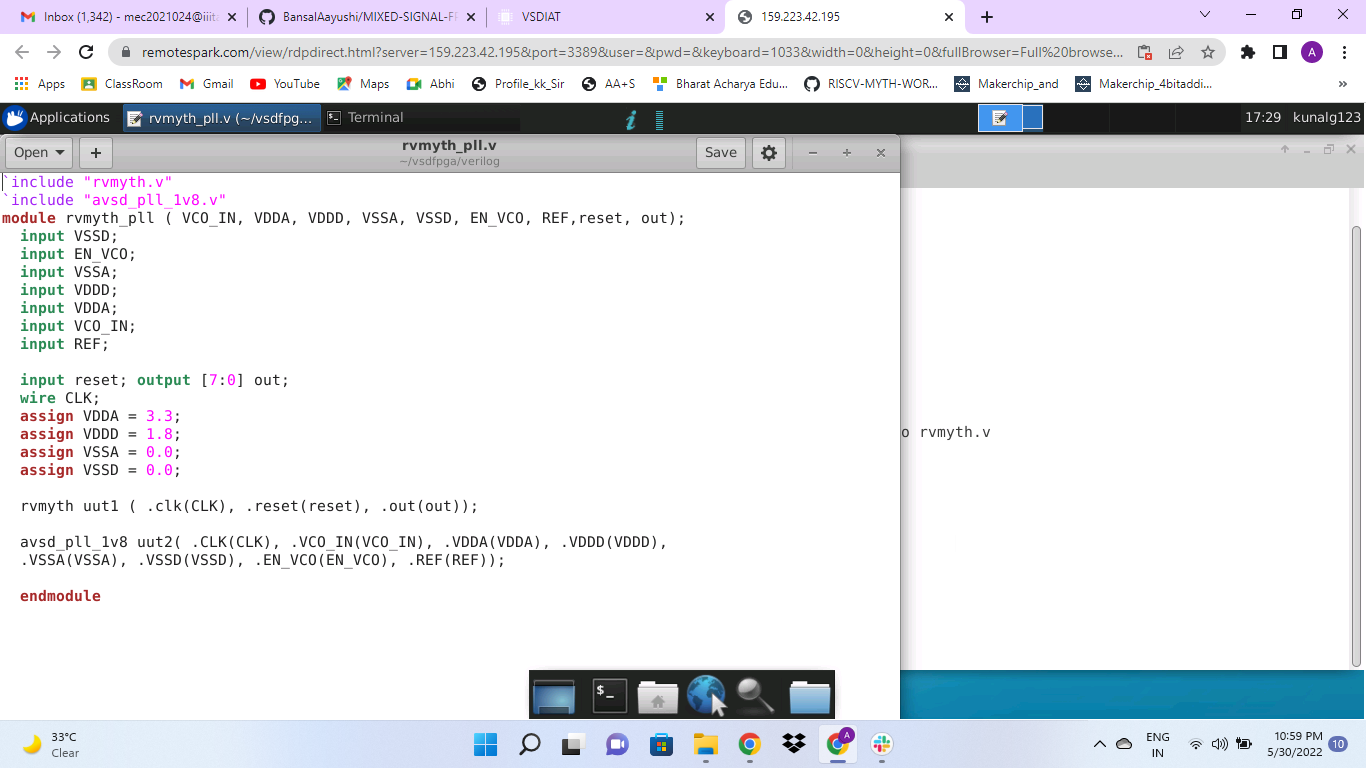 Inbox (1,342) - mec2021024@iiita
BansalAayushi/MIXED-SIGNAL-FP
VSDIAT
159.223.42.195
remotespark.com/view/rdpdirect.html?server=159.223.42.195&port=3389&user=&pwd=&keyboard=1033&width=0&height=0&fullBrowser=Full%20browse...
A
Apps
ClassRoom
Gmail
YouTube
Maps
Abhi
Profile_kk_Sir
AA+S
Bharat Acharya Edu...
RISCV-MYTH-WOR...
Makerchip_and
Makerchip_4bitaddi...
Applications
rvmyth_pll.v (~/vsdfpg...
Terminal
17:29 kunalg123
Open
rvmyth_pll.v
~/vsdfpga/verilog
Save
`include "rvmyth.v"
`include "avsd_pll_1v8.v"
module rvmyth_pll ( VCO_IN, VDDA, VDDD, VSSA, VSSD, EN_VCO, REF,reset, out);
input VSSD;
input EN_VCO;
input VSSA;
input VDDD;
input VDDA;
input VCO_IN;
input REF;
input reset; output [7:0] out;
wire CLK;
assign VDDA = 3.3;
assign VDDD = 1.8;
o rvmyth.v
assign VSSA = 0.0;
assign VSSD = 0.0;
rvmyth uut1 ( .clk(CLK), .reset(reset), .out(out));
avsd_pll_1v8 uut2( .CLK(CLK), .VCO_IN(VCO_IN), .VDDA(VDDA), .VDDD(VDDD),
.VSSA(VSSA), .VSSD(VSSD), .EN_VCO(EN_VCO), .REF(REF));
endmodule
33°C
Clear
A
ENG
IN
10:59 PM
5/30/2022
10